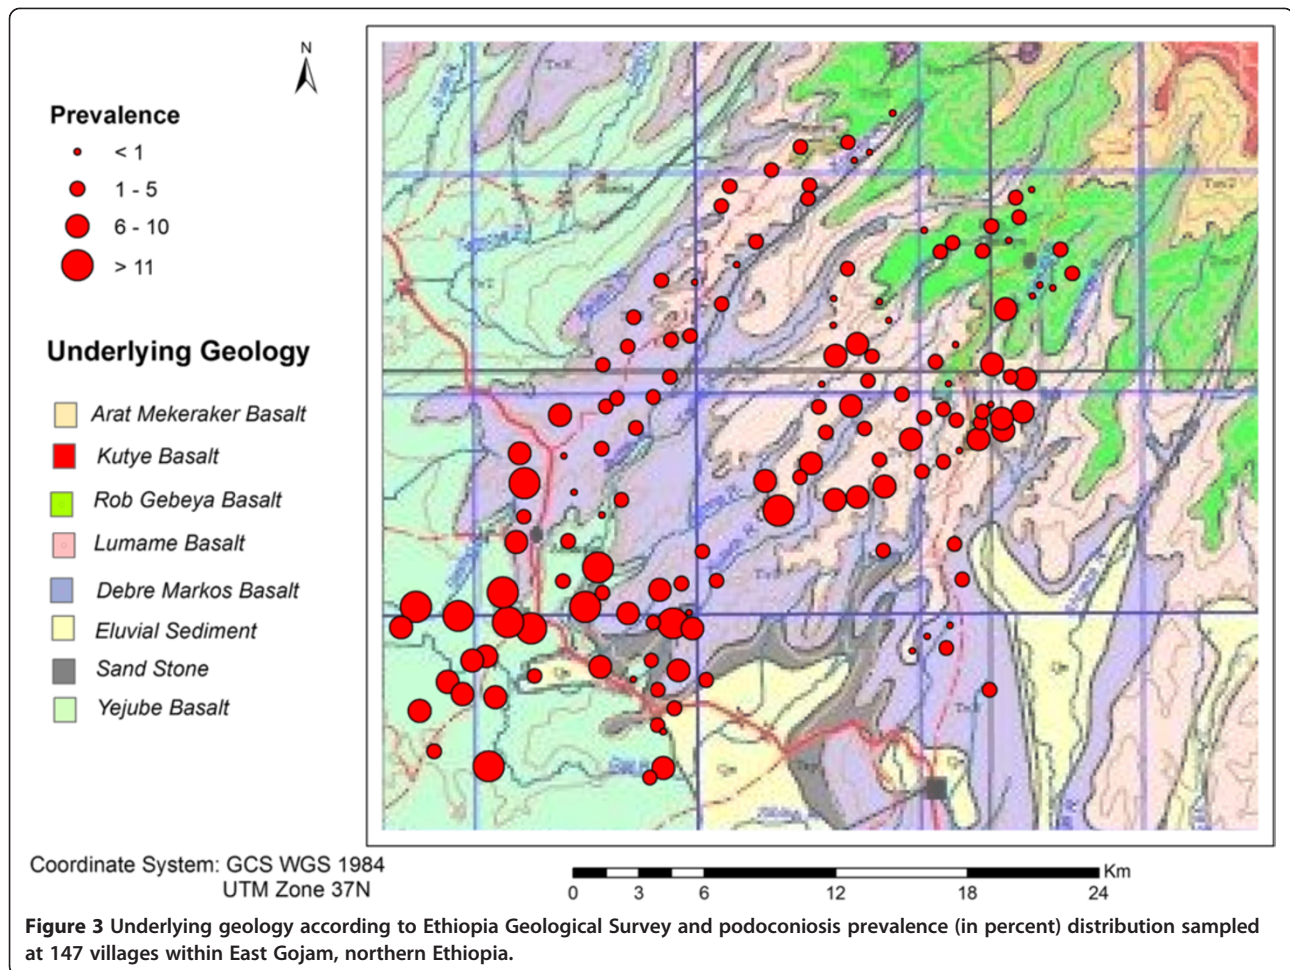 N
Prevalence
< 1
1 - 5
6 - 10
> 11
Underlying Geology
Arat Mekeraker Basalt
Kutye Basalt
Rob Gebeya Basalt
Lumame Basalt
Debre Markos Basalt
Eluvial Sediment
Sand Stone
Yejube Basalt
Coordinate System: GCS WGS 1984
UTM Zone 37N
Km
0 3 6 12 18 24
Figure 3 Underlying geology according to Ethiopia Geological Survey and podoconiosis prevalence (in percent) distribution sampled
at 147 villages within East Gojam, northern Ethiopia.